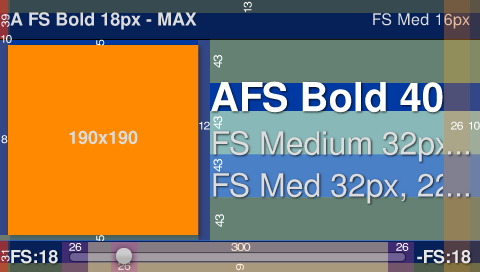 13
39
A FS Bold 18px - MAX
FS Med 16px
5
43
AFS Bold 40
8
190x190
12
43
26
10
FS Medium 32px...
FS Med 32px, 22...
43
5
31
FS:18
26
300
26
-FS:18
26
9